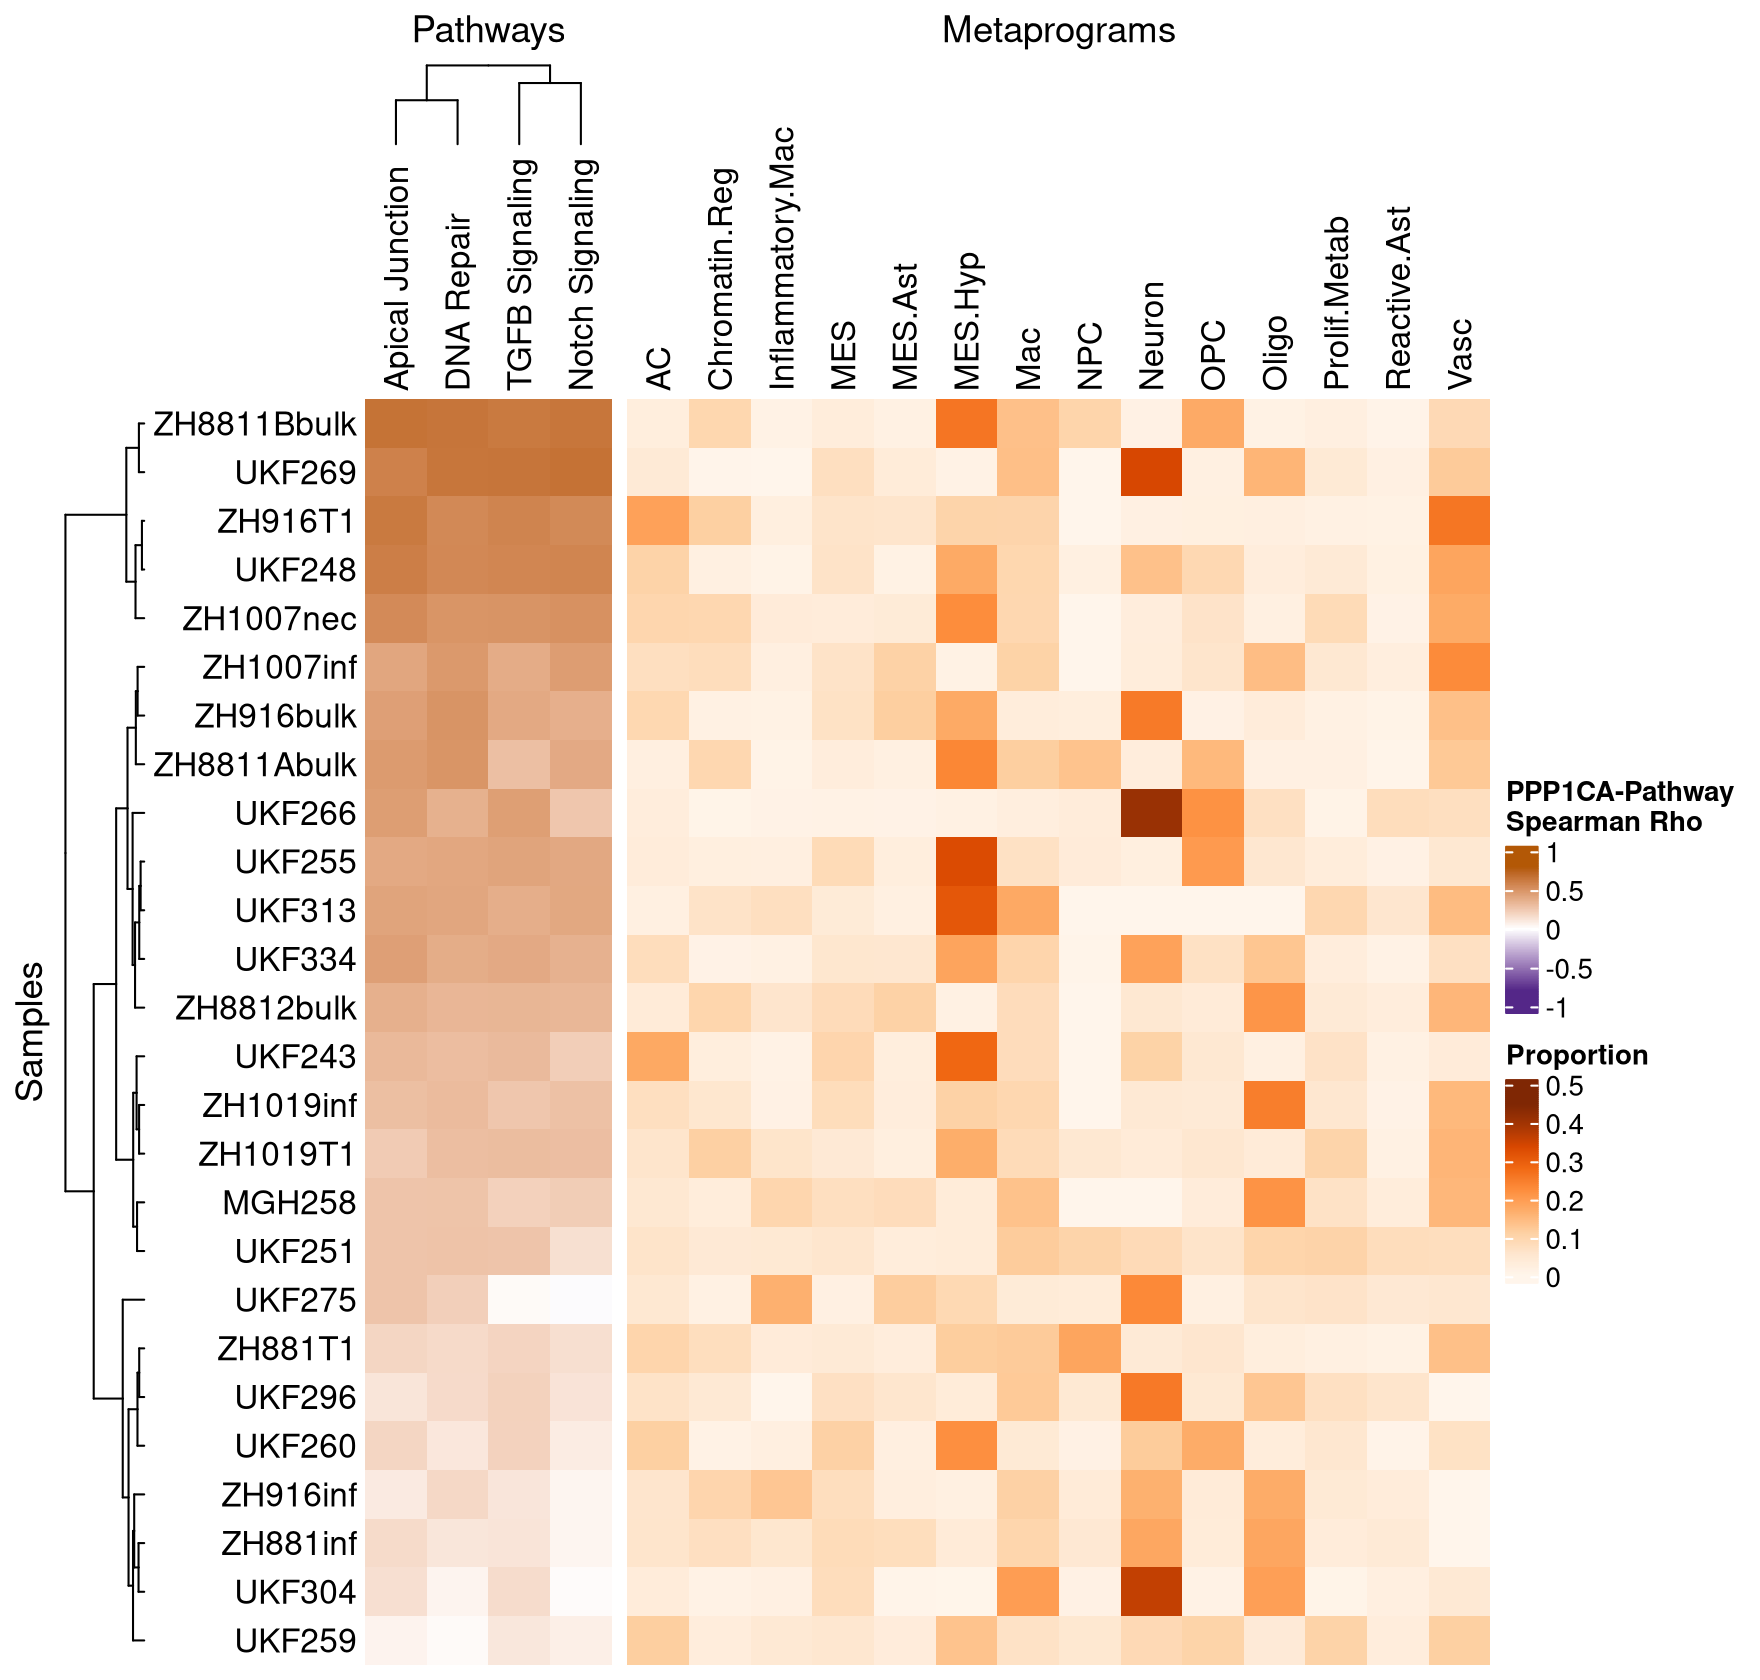 Pathways
Metaprograms
Apical Junction
DNA Repair
TGFB Signaling
Notch Signaling
AC
Chromatin.Reg
Inflammatory.Mac
MES
MES.Ast
MES.Hyp
Mac
NPC
Neuron
OPC
Oligo
Prolif.Metab
Reactive.Ast
Vasc
Samples
ZH8811Bbulk
UKF269
ZH916T1
UKF248
ZH1007nec
ZH1007inf
ZH916bulk
ZH8811Abulk
UKF266
UKF255
UKF313
UKF334
ZH8812bulk
UKF243
ZH1019inf
ZH1019T1
MGH258
UKF251
UKF275
ZH881T1
UKF296
UKF260
ZH916inf
ZH881inf
UKF304
UKF259
PPP1CA-Pathway
Spearman Rho
1
0.5
0
-0.5
-1
Proportion
0.5
0.4
0.3
0.2
0.1
0